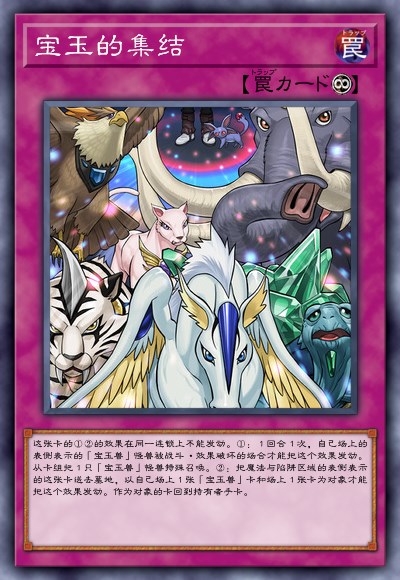 宝玉的集结
トラップ
罠
トラップ
【罠カード∞】
这张卡的①②的效果在同一连锁上不能发动。①：1回合1次，自己场上的
表侧表示的「宝玉兽」怪兽被战斗·效果破坏的场合才能把这个效果发动。
从卡组把1只「宝玉兽」怪兽特殊召唤。②：把魔法与陷阱区域的表侧表示
的这张卡送去墓地，以自己场上1张「宝玉兽」卡和场上1张卡为对象才能
把这个效果发动。作为对象的卡回到持有者手卡。